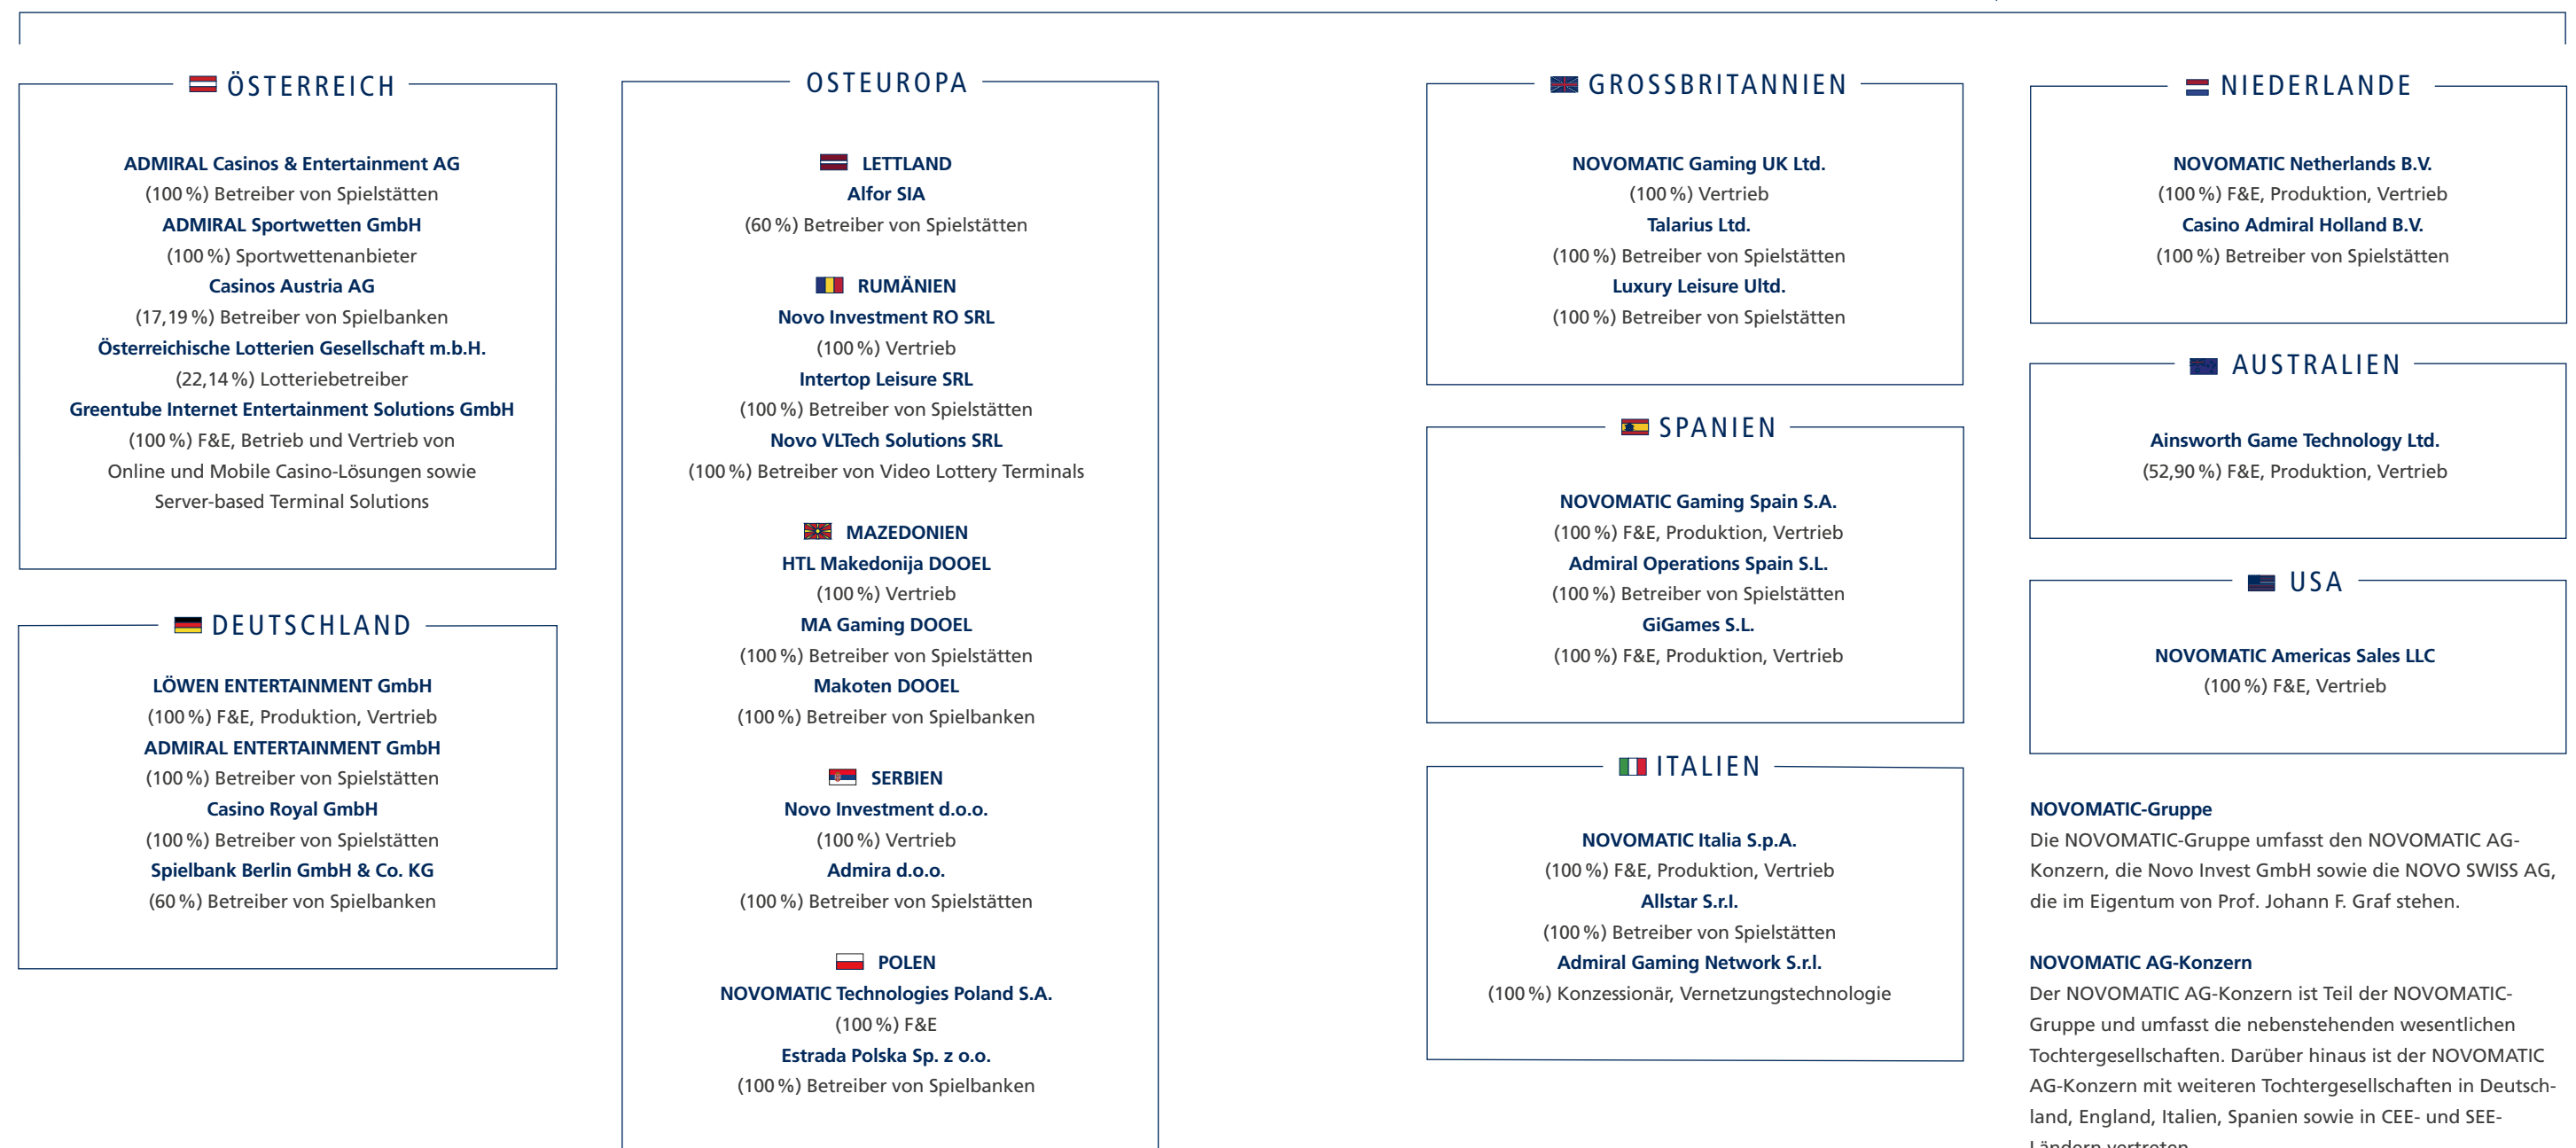 ÖSTERREICH
ADMIRAL Casinos & Entertainment AG
(100 %) Betreiber von Spielstätten
ADMIRAL Sportwetten GmbH
(100 %) Sportwettenanbieter
Casinos Austria AG
(17,19 %) Betreiber von Spielbanken
Österreichische Lotterien Gesellschaft m.b.H.
(22,14 %) Lotteriebetreiber
Greentube Internet Entertainment Solutions GmbH
(100 %) F&E, Betrieb und Vertrieb von
Online und Mobile Casino-Lösungen sowie
Server-based Terminal Solutions
DEUTSCHLAND
LÖWEN ENTERTAINMENT GmbH
(100 %) F&E, Produktion, Vertrieb
ADMIRAL ENTERTAINMENT GmbH
(100 %) Betreiber von Spielstätten
Casino Royal GmbH
(100 %) Betreiber von Spielstätten
Spielbank Berlin GmbH & Co. KG
(60 %) Betreiber von Spielbanken
OSTEUROPA
LETTLAND
Alfor SIA
(60 %) Betreiber von Spielstätten
RUMÄNIEN
Novo Investment RO SRL
(100 %) Vertrieb
Intertop Leisure SRL
(100 %) Betreiber von Spielstätten
Novo VLTech Solutions SRL
(100 %) Betreiber von Video Lottery Terminals
MAZEDONIEN
HTL Makedonija DOOEL
(100 %) Vertrieb
MA Gaming DOOEL
(100 %) Betreiber von Spielstätten
Makoten DOOEL
(100 %) Betreiber von Spielbanken
SERBIEN
Novo Investment d.o.o.
(100 %) Vertrieb
Admira d.o.o.
(100 %) Betreiber von Spielstätten
POLEN
NOVOMATIC Technologies Poland S.A.
(100 %) F&E
Estrada Polska Sp. z o.o.
(100 %) Betreiber von Spielbanken
GROSSBRITANNIEN
NOVOMATIC Gaming UK Ltd.
(100 %) Vertrieb
Talarius Ltd.
(100 %) Betreiber von Spielstätten
Luxury Leisure Ultd.
(100 %) Betreiber von Spielstätten
SPANIEN
NOVOMATIC Gaming Spain S.A.
(100 %) F&E, Produktion, Vertrieb
Admiral Operations Spain S.L.
(100 %) Betreiber von Spielstätten
GiGames S.L.
(100 %) F&E, Produktion, Vertrieb
ITALIEN
NOVOMATIC Italia S.p.A.
(100 %) F&E, Produktion, Vertrieb
Allstar S.r.l.
(100 %) Betreiber von Spielstätten
Admiral Gaming Network S.r.l.
(100 %) Konzessionär, Vernetzungstechnologie
NIEDERLANDE
NOVOMATIC Netherlands B.V.
(100 %) F&E, Produktion, Vertrieb
Casino Admiral Holland B.V.
(100 %) Betreiber von Spielstätten
AUSTRALIEN
Ainsworth Game Technology Ltd.
(52,90 %) F&E, Produktion, Vertrieb
USA
NOVOMATIC Americas Sales LLC
(100 %) F&E, Vertrieb
NOVOMATIC-Gruppe
Die NOVOMATIC-Gruppe umfasst den NOVOMATIC AG-
Konzern, die Novo Invest GmbH sowie die NOVO SWISS AG,
die im Eigentum von Prof. Johann F. Graf stehen.
NOVOMATIC AG-Konzern
Der NOVOMATIC AG-Konzern ist Teil der NOVOMATIC-
Gruppe und umfasst die nebenstehenden wesentlichen
Tochtergesellschaften. Darüber hinaus ist der NOVOMATIC
AG-Konzern mit weiteren Tochtergesellschaften in Deutsch-
land, England, Italien, Spanien sowie in CEE- und SEE-
Ländern vertreten